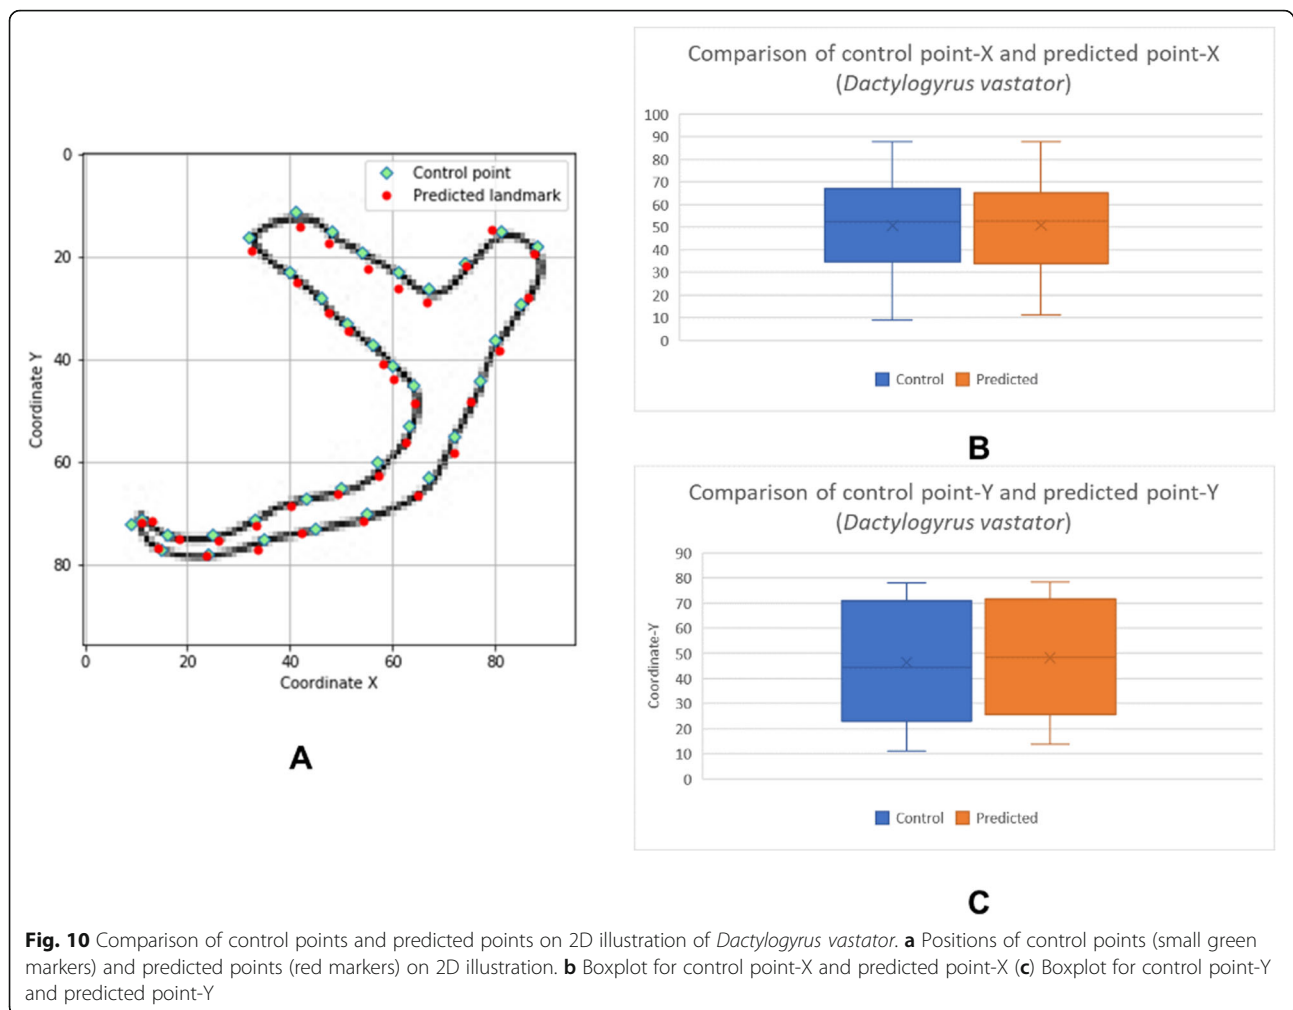 0
20
40
60
80
Coordinate Y
Control point
Predicted landmark
0 20 40 60 80
Coordinate X
A
Comparison of control point-X and predicted point-X
(Dactylogyrus vastator)
100
90
80
70
60
50
40
30
20
10
0
Control Predicted
B
Comparison of control point-Y and predicted point-Y
(Dactylogyrus vastator)
Coordinate-Y
90
80
70
60
50
40
30
20
10
0
Control Predicted
C
Fig. 10 Comparison of control points and predicted points on 2D illustration of Dactylogyrus vastator. a Positions of control points (small green
markers) and predicted points (red markers) on 2D illustration. b Boxplot for control point-X and predicted point-X (c) Boxplot for control point-Y
and predicted point-Y